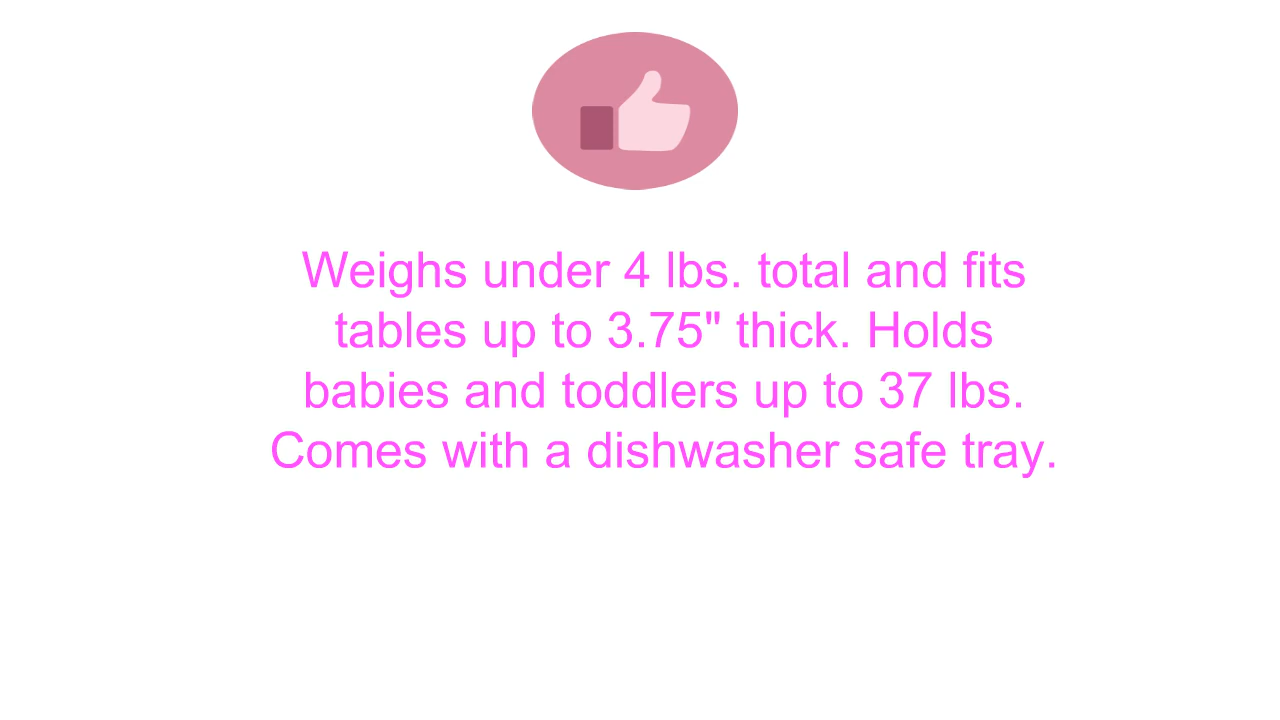 Weighs under 4 lbs. total and fits
tables up to 3.75" thick. Holds
babies and toddlers up to 37 lbs.
Comes with a dishwasher safe tray.